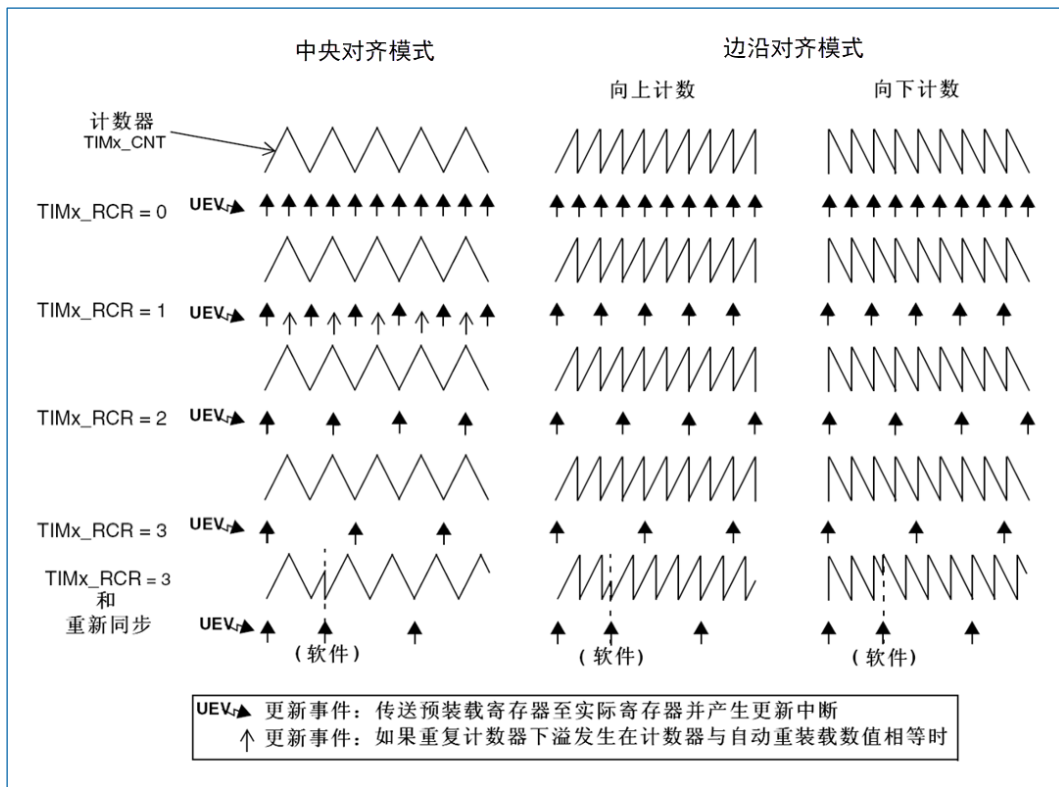 中央对齐模式
边沿对齐模式
向上计数
向下计数
计数器
TIMx_CNT
TIMx_RCR = 0
UEV
TIMx_RCR = 1
UEV
TIMx_RCR = 2
UEV
TIMx_RCR = 3
UEV
TIMx_RCR = 3
和
重新同步
UEV
(软件)
(软件)
(软件)
UEV 更新事件：传送预装载寄存器至实际寄存器并产生更新中断
更新事件：如果重复计数器下溢发生在计数器与自动重装载数值相等时